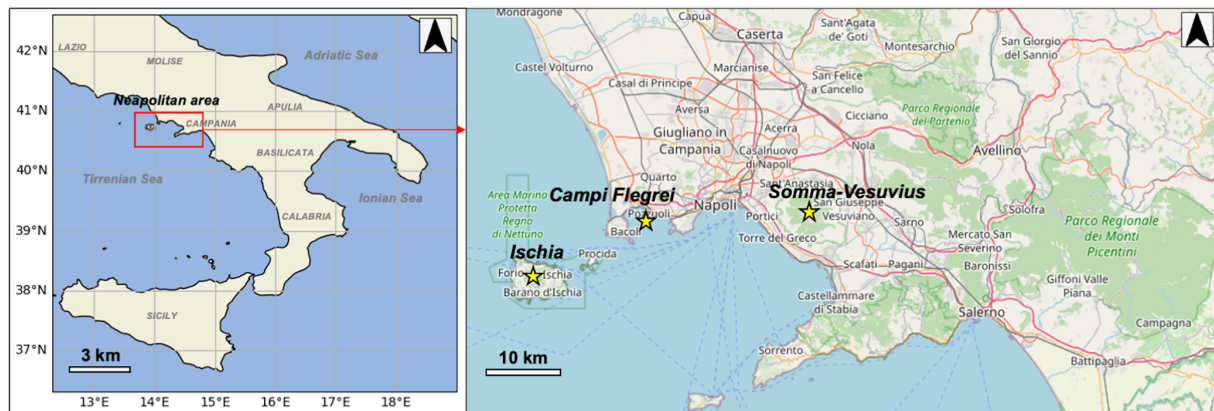 42°N
41°N
40°N
39°N
38°N
37°N
13°E
14°E
15°E
16°E
17°E
18°E
LAZIO
MOLISE
Adriatic Sea
Neapolitan area
APULIA
CAMPANIA
BASILICATA
Tirrenian Sea
Ionian Sea
CALABRIA
SICILY
3 km
Mondragone
Capua
Caserta
Sant'Agata
de' Goti
Montesarchio
San Giorgio
del Sannio
Castel Volturno
Marcianise
Casal di Principe
San Felice
a Cancello
Aversa
Cicciano
Parco Regionale
del Partenio
Giugliano in
Campania
Acerra
Casalnuovo
di Napoli
Nola
Avellino
Quarto
Sant'Anastasia
Area Marina
Protetta
Regno
di Nettuno
Campi Flegrei
Pozzuoli
Bacoli
Napoli
Somma-Vesuvius
San Giuseppe
Vesuviano
Portici
Torre del Greco
Sarno
Solofra
Parco Regionale
dei Monti
Picentini
Mercato San
Severino
Baronissi
Ischia
Procida
Forio
Ischia
Barano d'Ischia
Scafati
Pagani
Giffoni Valle
Piana
Castellammare
di Stabia
Salerno
Campagna
Sorrento
Battipaglia
10 km